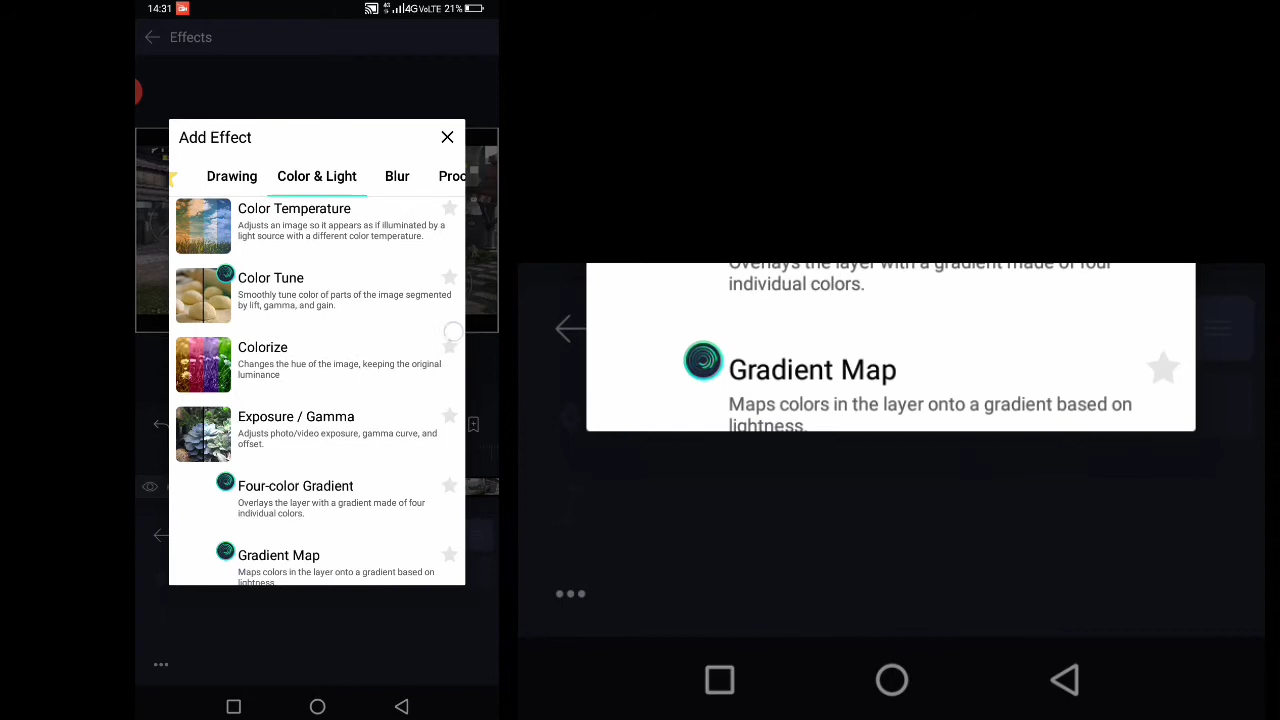 14:31
4G 4G VoLTE 21%
Effects
Add Effect
Drawing Color & Light Blur Proc
Color Temperature
Adjusts an image so it appears as if illuminated by a
light source with a different color temperature.
Color Tune
Smoothly tune color of parts of the image segmented
by lift, gamma, and gain.
Colorize
Changes the hue of the image, keeping the original
luminance
Exposure / Gamma
Adjusts photo/video exposure, gamma curve, and
offset.
Four-color Gradient
Overlays the layer with a gradient made of four
individual colors.
Gradient Map
Maps colors in the layer onto a gradient based on
lightness.
Overlays the layer with a gradient made of four
individual colors.
Gradient Map
Maps colors in the layer onto a gradient based on
lightness.